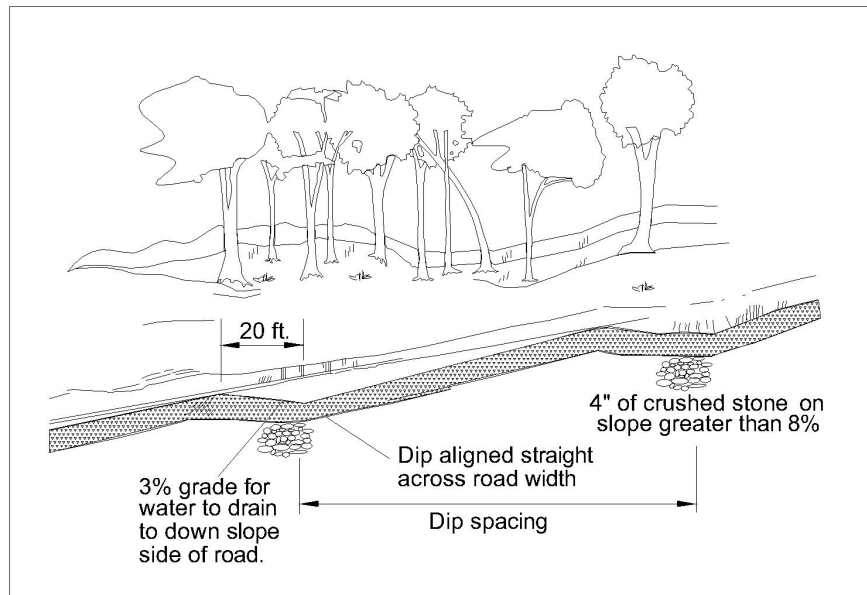 20 ft.
4" of crushed stone on
slope greater than 8%
Dip aligned straight
across road width
3% grade for
water to drain
to down slope
side of road.
Dip spacing